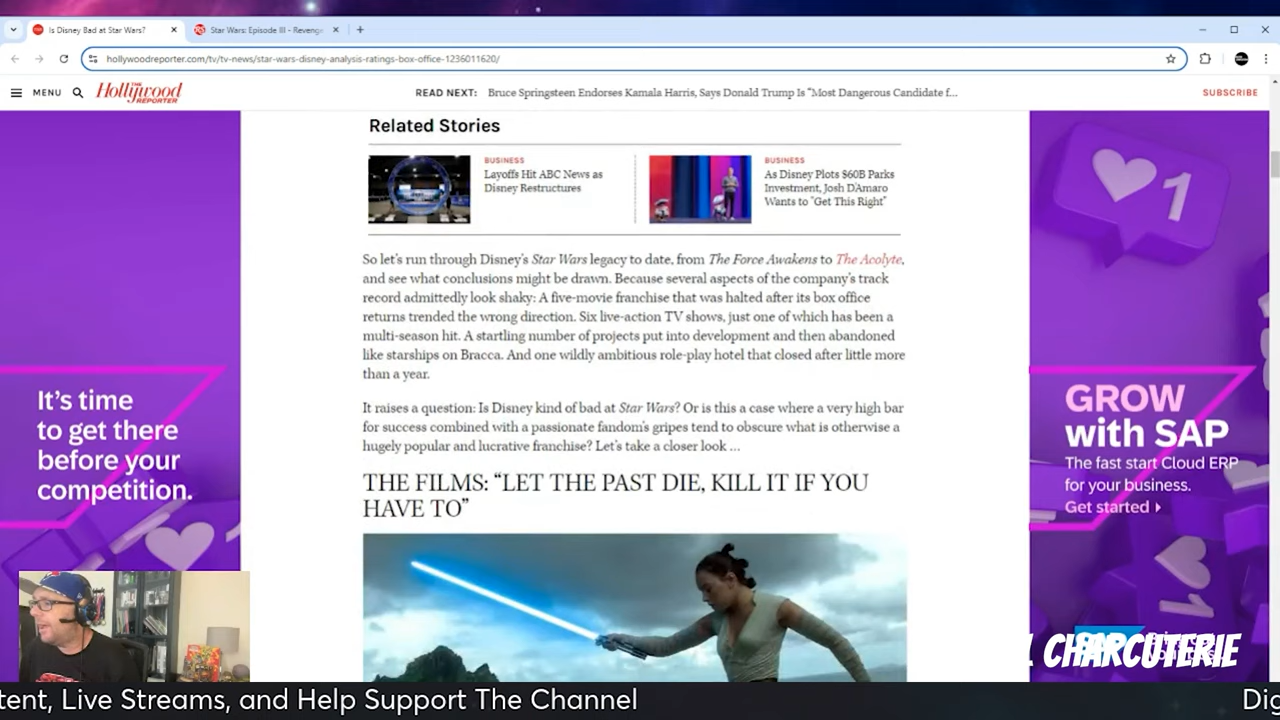 Is Disney Bad at Star Wars?
Star Wars: Episode III - Reveng
hollywoodreporter.com/tv/tv-news/star-wars-disney-analysis-ratings-box-office-1236011620/
MENU
THE
Hollywood
REPORTER
READ NEXT: Bruce Springsteen Endorses Kamala Harris, Says Donald Trump Is “Most Dangerous Candidate f...
SUBSCRIBE
Related Stories
BUSINESS
Layoffs Hit ABC News as
Disney Restructures
BUSINESS
As Disney Plots $60B Parks
Investment, Josh D'Amaro
Wants to "Get This Right"
So let's run through Disney's Star Wars legacy to date, from The Force Awakens to The Acolyte,
and see what conclusions might be drawn. Because several aspects of the company's track
record admittedly look shaky: A five-movie franchise that was halted after its box office
returns trended the wrong direction. Six live-action TV shows, just one of which has been a
multi-season hit. A startling number of projects put into development and then abandoned
like starships on Bracca. And one wildly ambitious role-play hotel that closed after little more
than a year.
It raises a question: Is Disney kind of bad at Star Wars? Or is this a case where a very high bar
for success combined with a passionate fandom's gripes tend to obscure what is otherwise a
hugely popular and lucrative franchise? Let's take a closer look ...
THE FILMS: “LET THE PAST DIE, KILL IT IF YOU
HAVE TO”
It's time
to get there
before your
competition.
1
GROW
with SAP
The fast start Cloud ERP
for your business.
Get started
CHARCUTERIE
tent, Live Streams, and Help Support The Channel
Dig